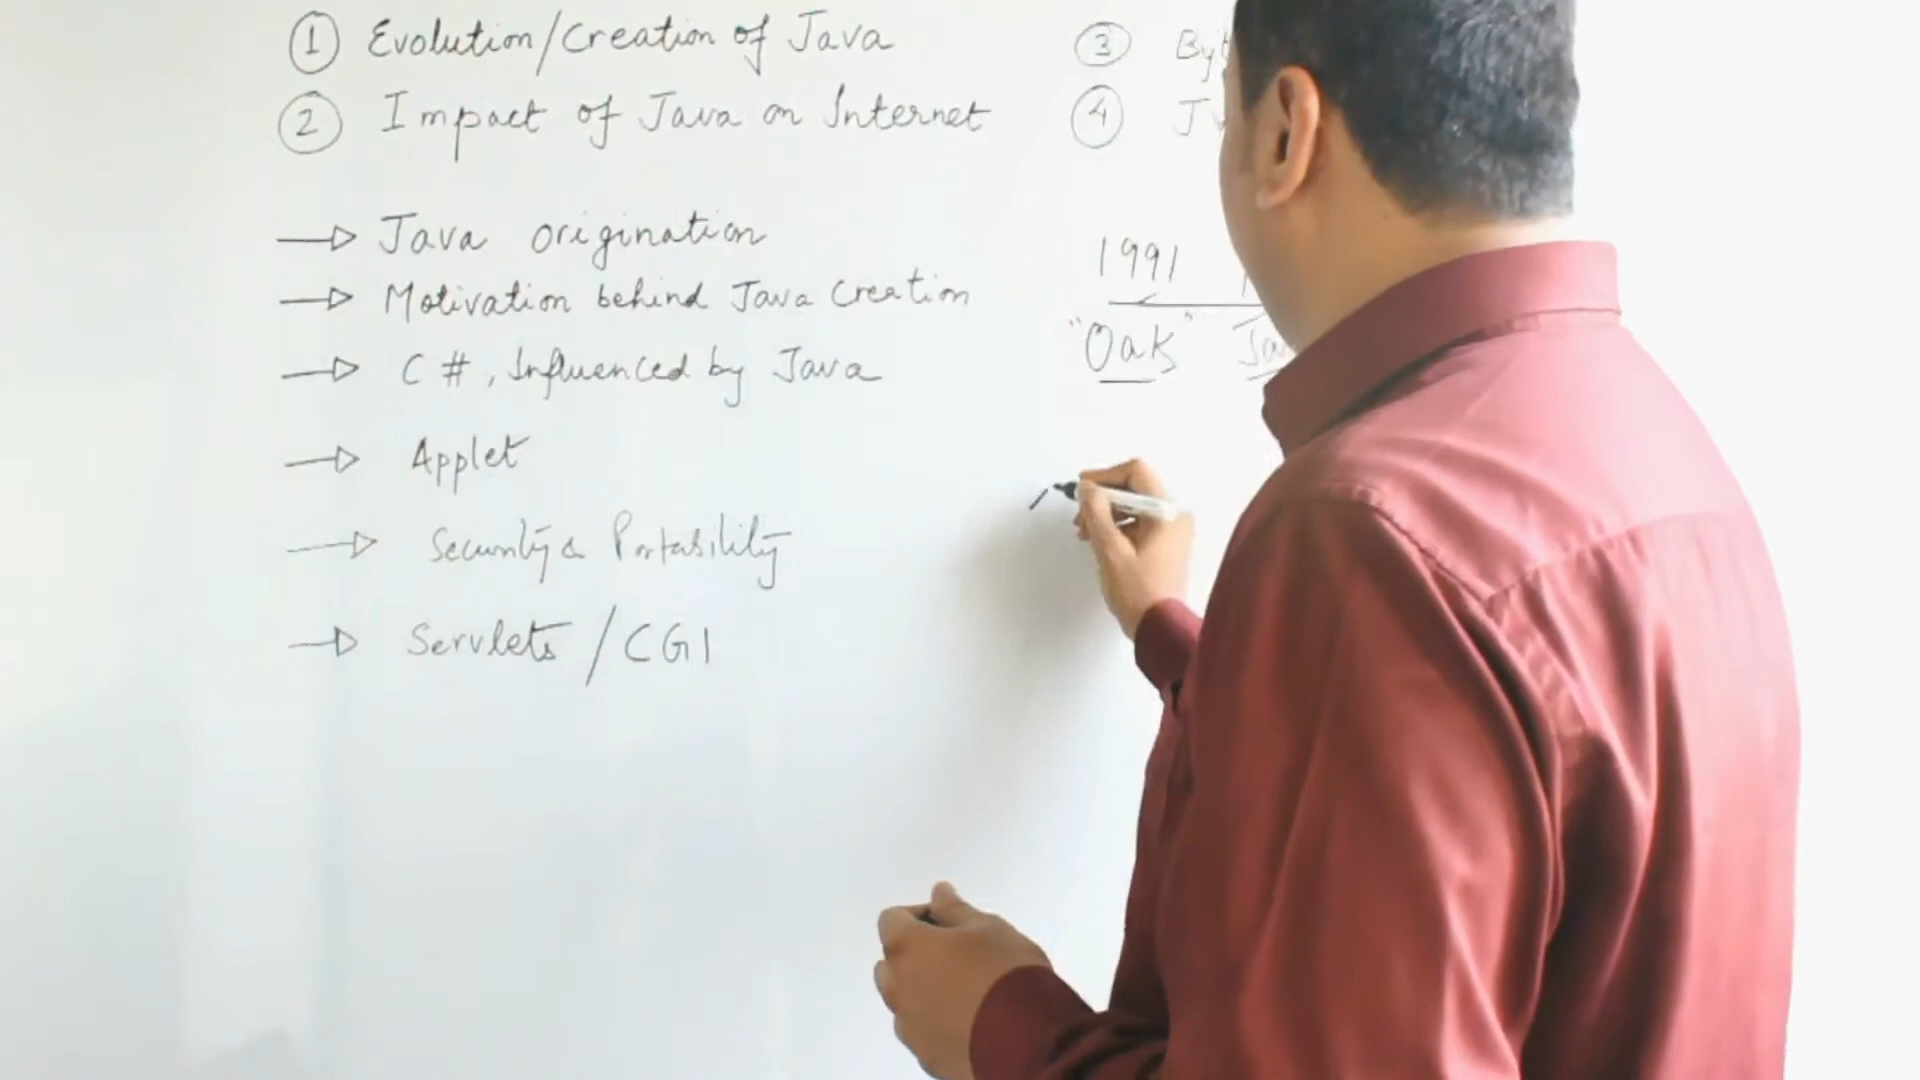 ① Evolution/Creation of Java
② Impact of Java on Internet
③
④
→ Java origination
→ Motivation behind Java Creation
→ C#, Influenced by Java
→ Applet
→ Security & Portability
→ Servlets / CGI
1991
"Oak"